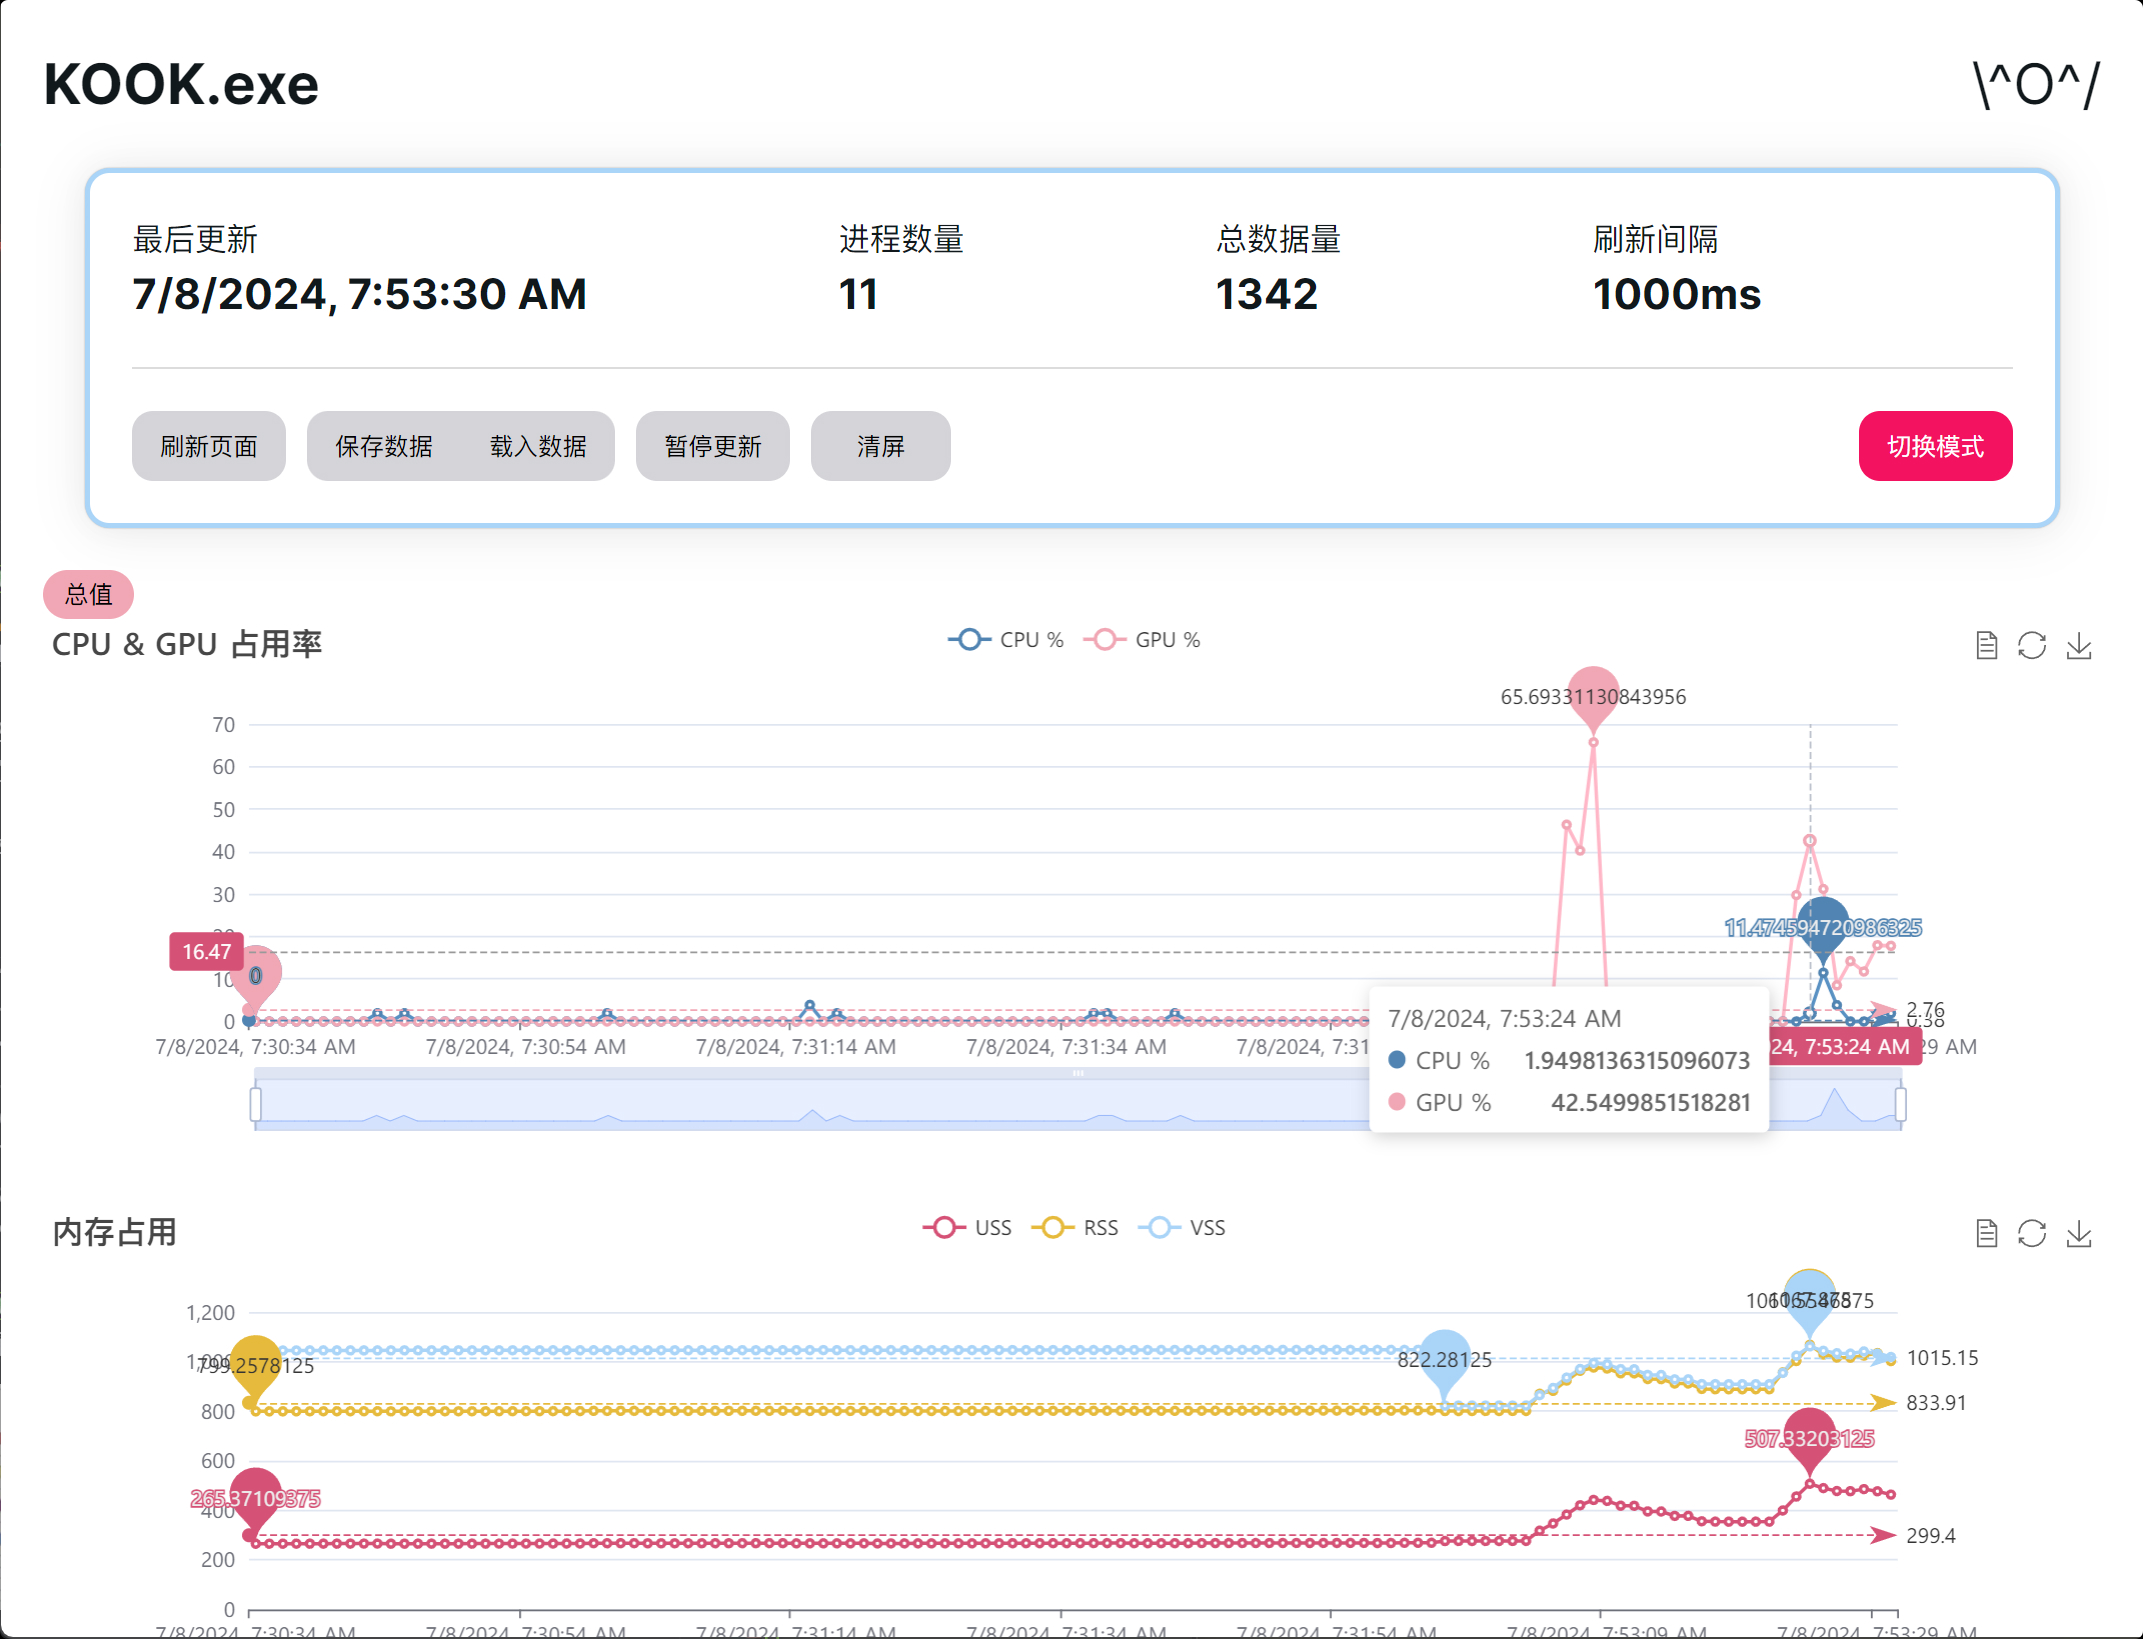 KOOK.exe
\^O^/
最后更新
7/8/2024, 7:53:30 AM
进程数量
11
总数据量
1342
刷新间隔
1000ms
刷新页面
保存数据
载入数据
暂停更新
清屏
切换模式
总值
CPU & GPU 占用率
CPU %
GPU %
65.69331130843956
70
60
50
40
30
11.474594720986325
16.47
0
10
0
2.76
0.38
7/8/2024, 7:30:34 AM
7/8/2024, 7:30:54 AM
7/8/2024, 7:31:14 AM
7/8/2024, 7:31:34 AM
7/8/2024, 7:31
24, 7:53:24 AM
29 AM
7/8/2024, 7:53:24 AM
CPU % 1.9498136315096073
GPU % 42.5499851518281
内存占用
USS
RSS
VSS
1,200
799.2578125
822.28125
1015.15
800
833.91
600
507.33203125
265.37109375
400
299.4
200
0
7/8/2024, 7:30:34 AM
7/8/2024, 7:30:54 AM
7/8/2024, 7:31:14 AM
7/8/2024, 7:31:34 AM
7/8/2024, 7:31:54 AM
7/8/2024, 7:53:09 AM
7/8/2024, 7:53:29 AM